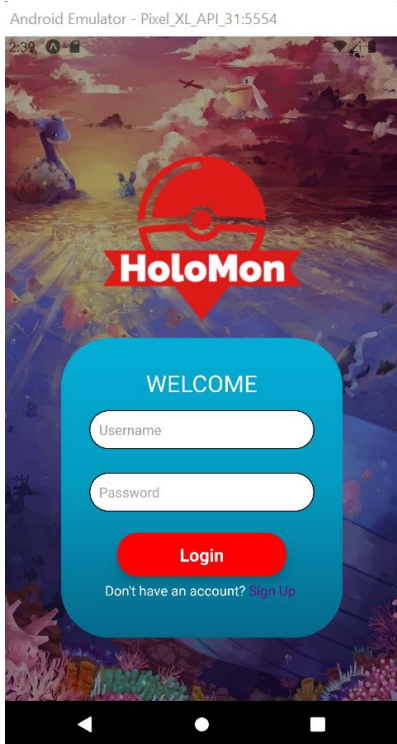 Android Emulator - Pixel_XL_API_31:5554
2:39
HoloMon
WELCOME
Username
Password
Login
Don't have an account? Sign Up